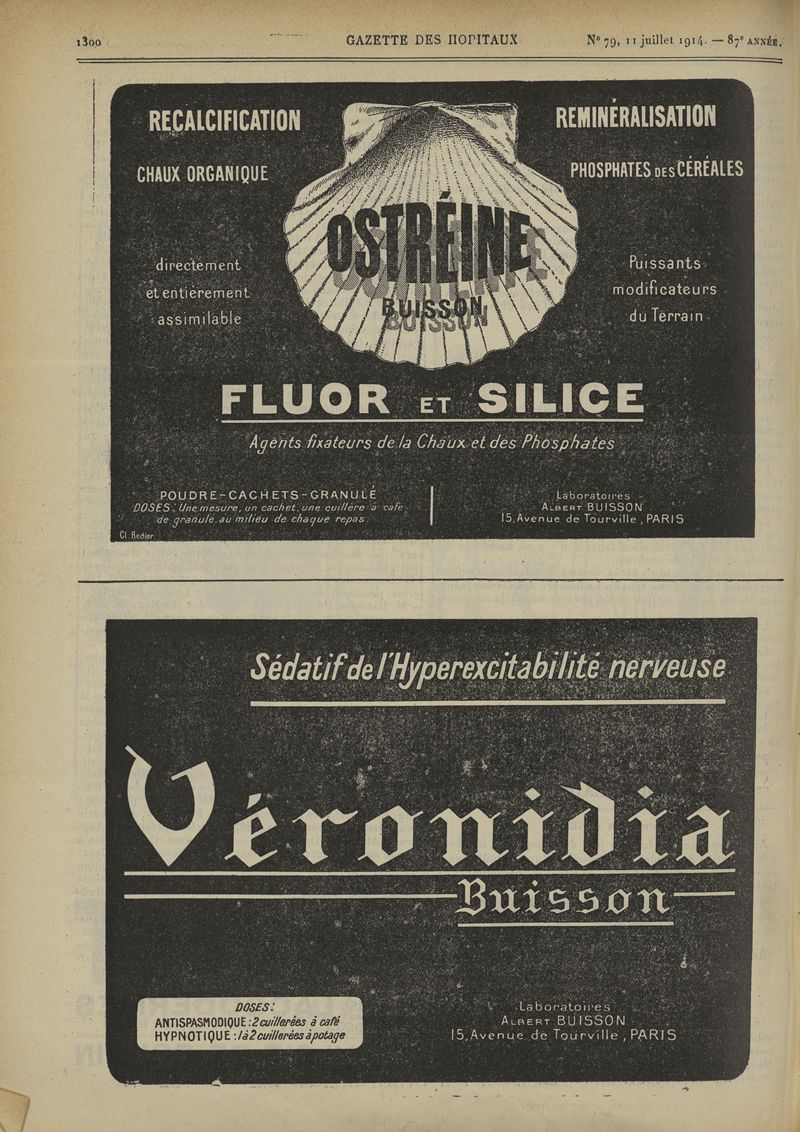 1300 GAZETTE DES HOPITAUX N° 79, 11 juillet 1914. — 87e ANNÉE.
RECALCIFICATION
REMINÉRALISATION
CHAUX ORGANIQUE
PHOSPHATES DES CÉRÉALES
OSTRÉINE
BUISSON
directement
et entièrement
assimilable
Puissants
modificateurs
du Terrain
FLUOR ET SILICE
Agents fixateurs de la Chaux et des Phosphates
POUDRE-CACHETS-GRANULÉ
DOSES: Une mesure, un cachet, une cuillère à café
de granule au milieu de chaque repas.
Laboratoires
ALBERT BUISSON
15, Avenue de Tourville, PARIS
Cl. Redier
Sédatif de l'Hyperexcitabilité nerveuse
Véronidia
Buisson
DOSES:
ANTISPASMODIQUE: 2 cuillerées à café
HYPNOTIQUE: 1 à 2 cuillerées à potage
Laboratoires
ALBERT BUISSON
15, Avenue de Tourville, PARIS